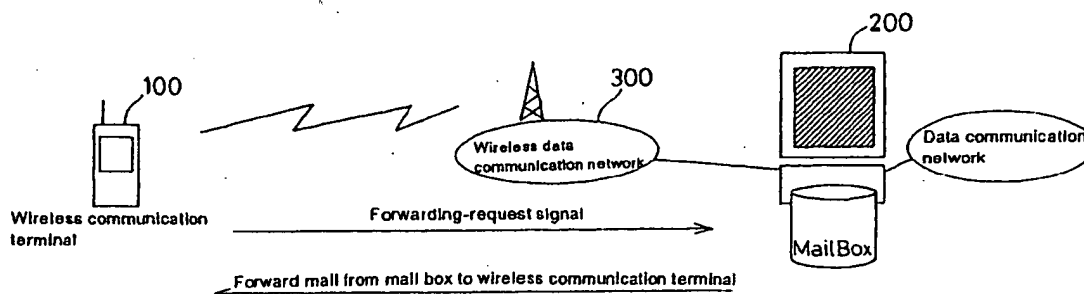 200
100
300
Wireless data
communication network
Data communication
network
Wireless communication
terminal
Forwarding-request signal
MailBox
Forward mail from mail box to wireless communication terminal